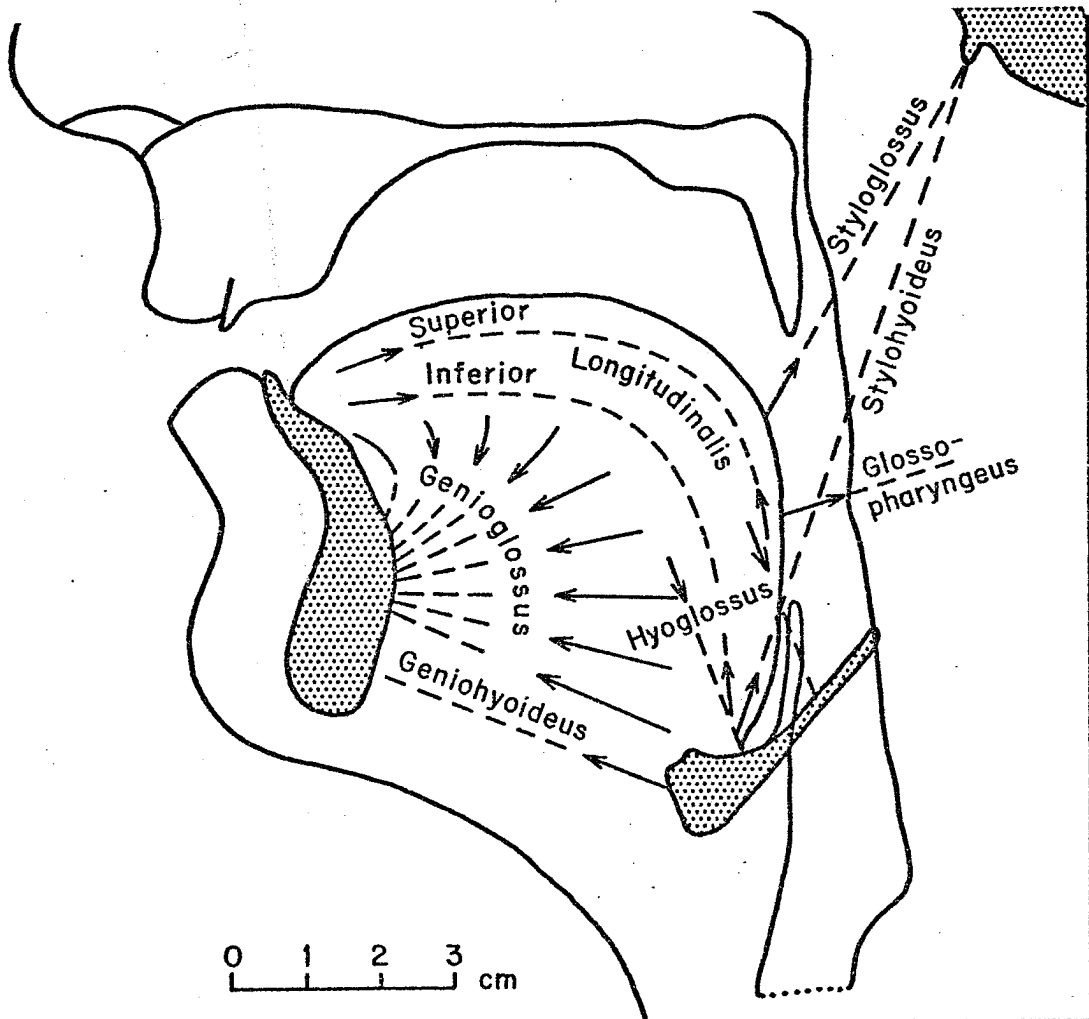 Styloglossus
Stylohyoideus
Superior
Inferior
Longitudinalis
Genioglossus
Glosso-
pharyngeus
Hyoglossus
Geniohyoideus
0 1 2 3 cm